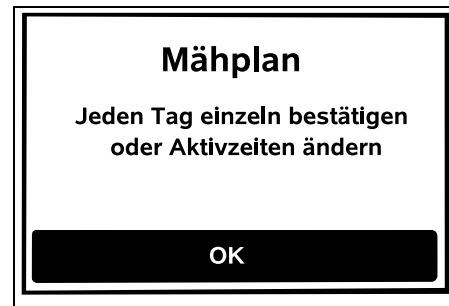 Mähplan
Jeden Tag einzeln bestätigen
oder Aktivzeiten ändern
OK